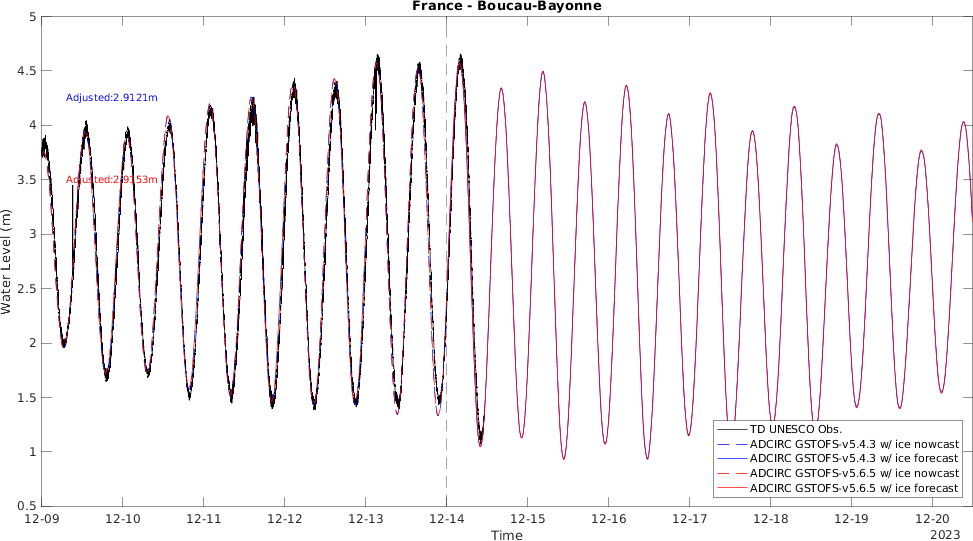 France - Boucau-Bayonne
5
4.5
4
3.5
3
2.5
2
1.5
1
0.5
Water Level (m)
Adjusted:2.9121m
Adjusted:2.9153m
TD UNESCO Obs.
ADCIRC GSTOFS-v5.4.3 w/ ice nowcast
ADCIRC GSTOFS-v5.4.3 w/ ice forecast
ADCIRC GSTOFS-v5.6.5 w/ ice nowcast
ADCIRC GSTOFS-v5.6.5 w/ ice forecast
12-09 12-10 12-11 12-12 12-13 12-14 12-15 12-16 12-17 12-18 12-19 12-20
Time
2023